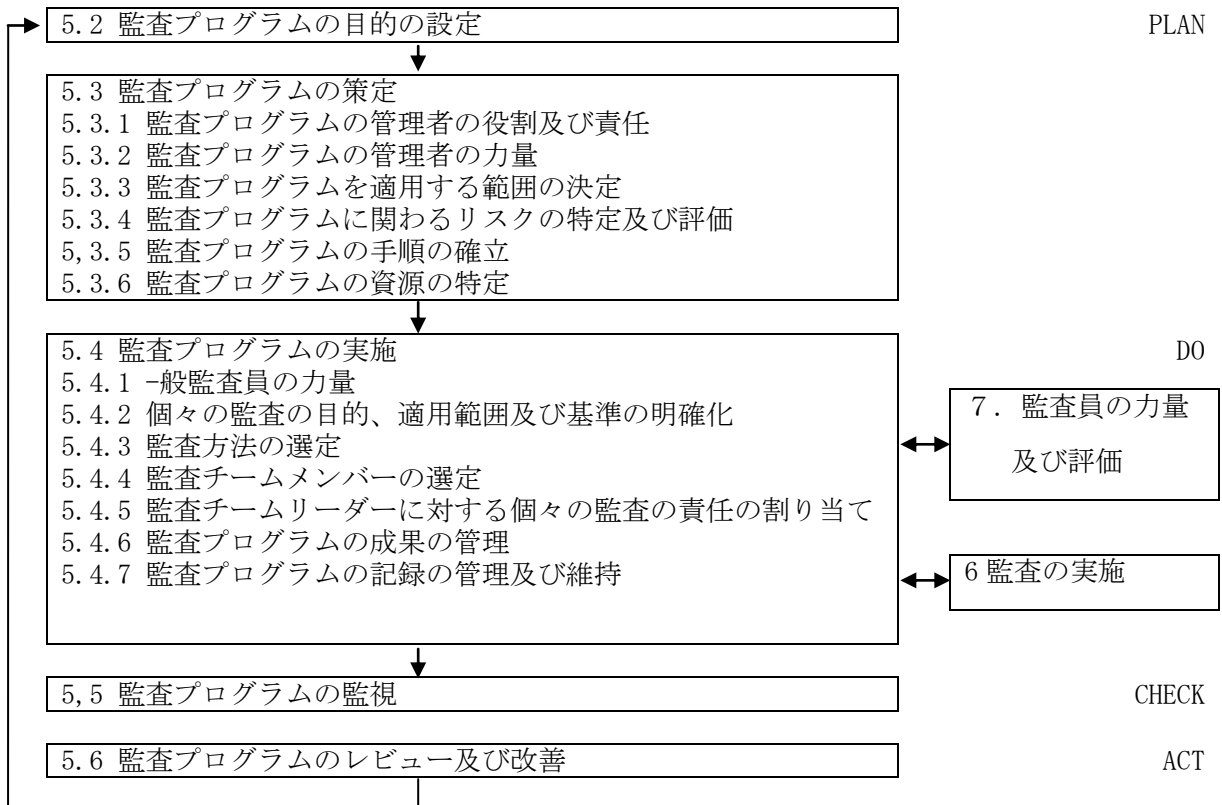 5.2 監査プログラムの目的の設定
PLAN
5.3 監査プログラムの策定
5.3.1 監査プログラムの管理者の役割及び責任
5.3.2 監査プログラムの管理者の力量
5.3.3 監査プログラムを適用する範囲の決定
5.3.4 監査プログラムに関わるリスクの特定及び評価
5,3.5 監査プログラムの手順の確立
5.3.6 監査プログラムの資源の特定
5.4 監査プログラムの実施
DO
5.4.1 -般監査員の力量
5.4.2 個々の監査の目的、適用範囲及び基準の明確化
5.4.3 監査方法の選定
5.4.4 監査チームメンバーの選定
5.4.5 監査チームリーダーに対する個々の監査の責任の割り当て
5.4.6 監査プログラムの成果の管理
5.4.7 監査プログラムの記録の管理及び維持
７. 監査員の力量
及び評価
6 監査の実施
5,5 監査プログラムの監視
CHECK
5.6 監査プログラムのレビュー及び改善
ACT